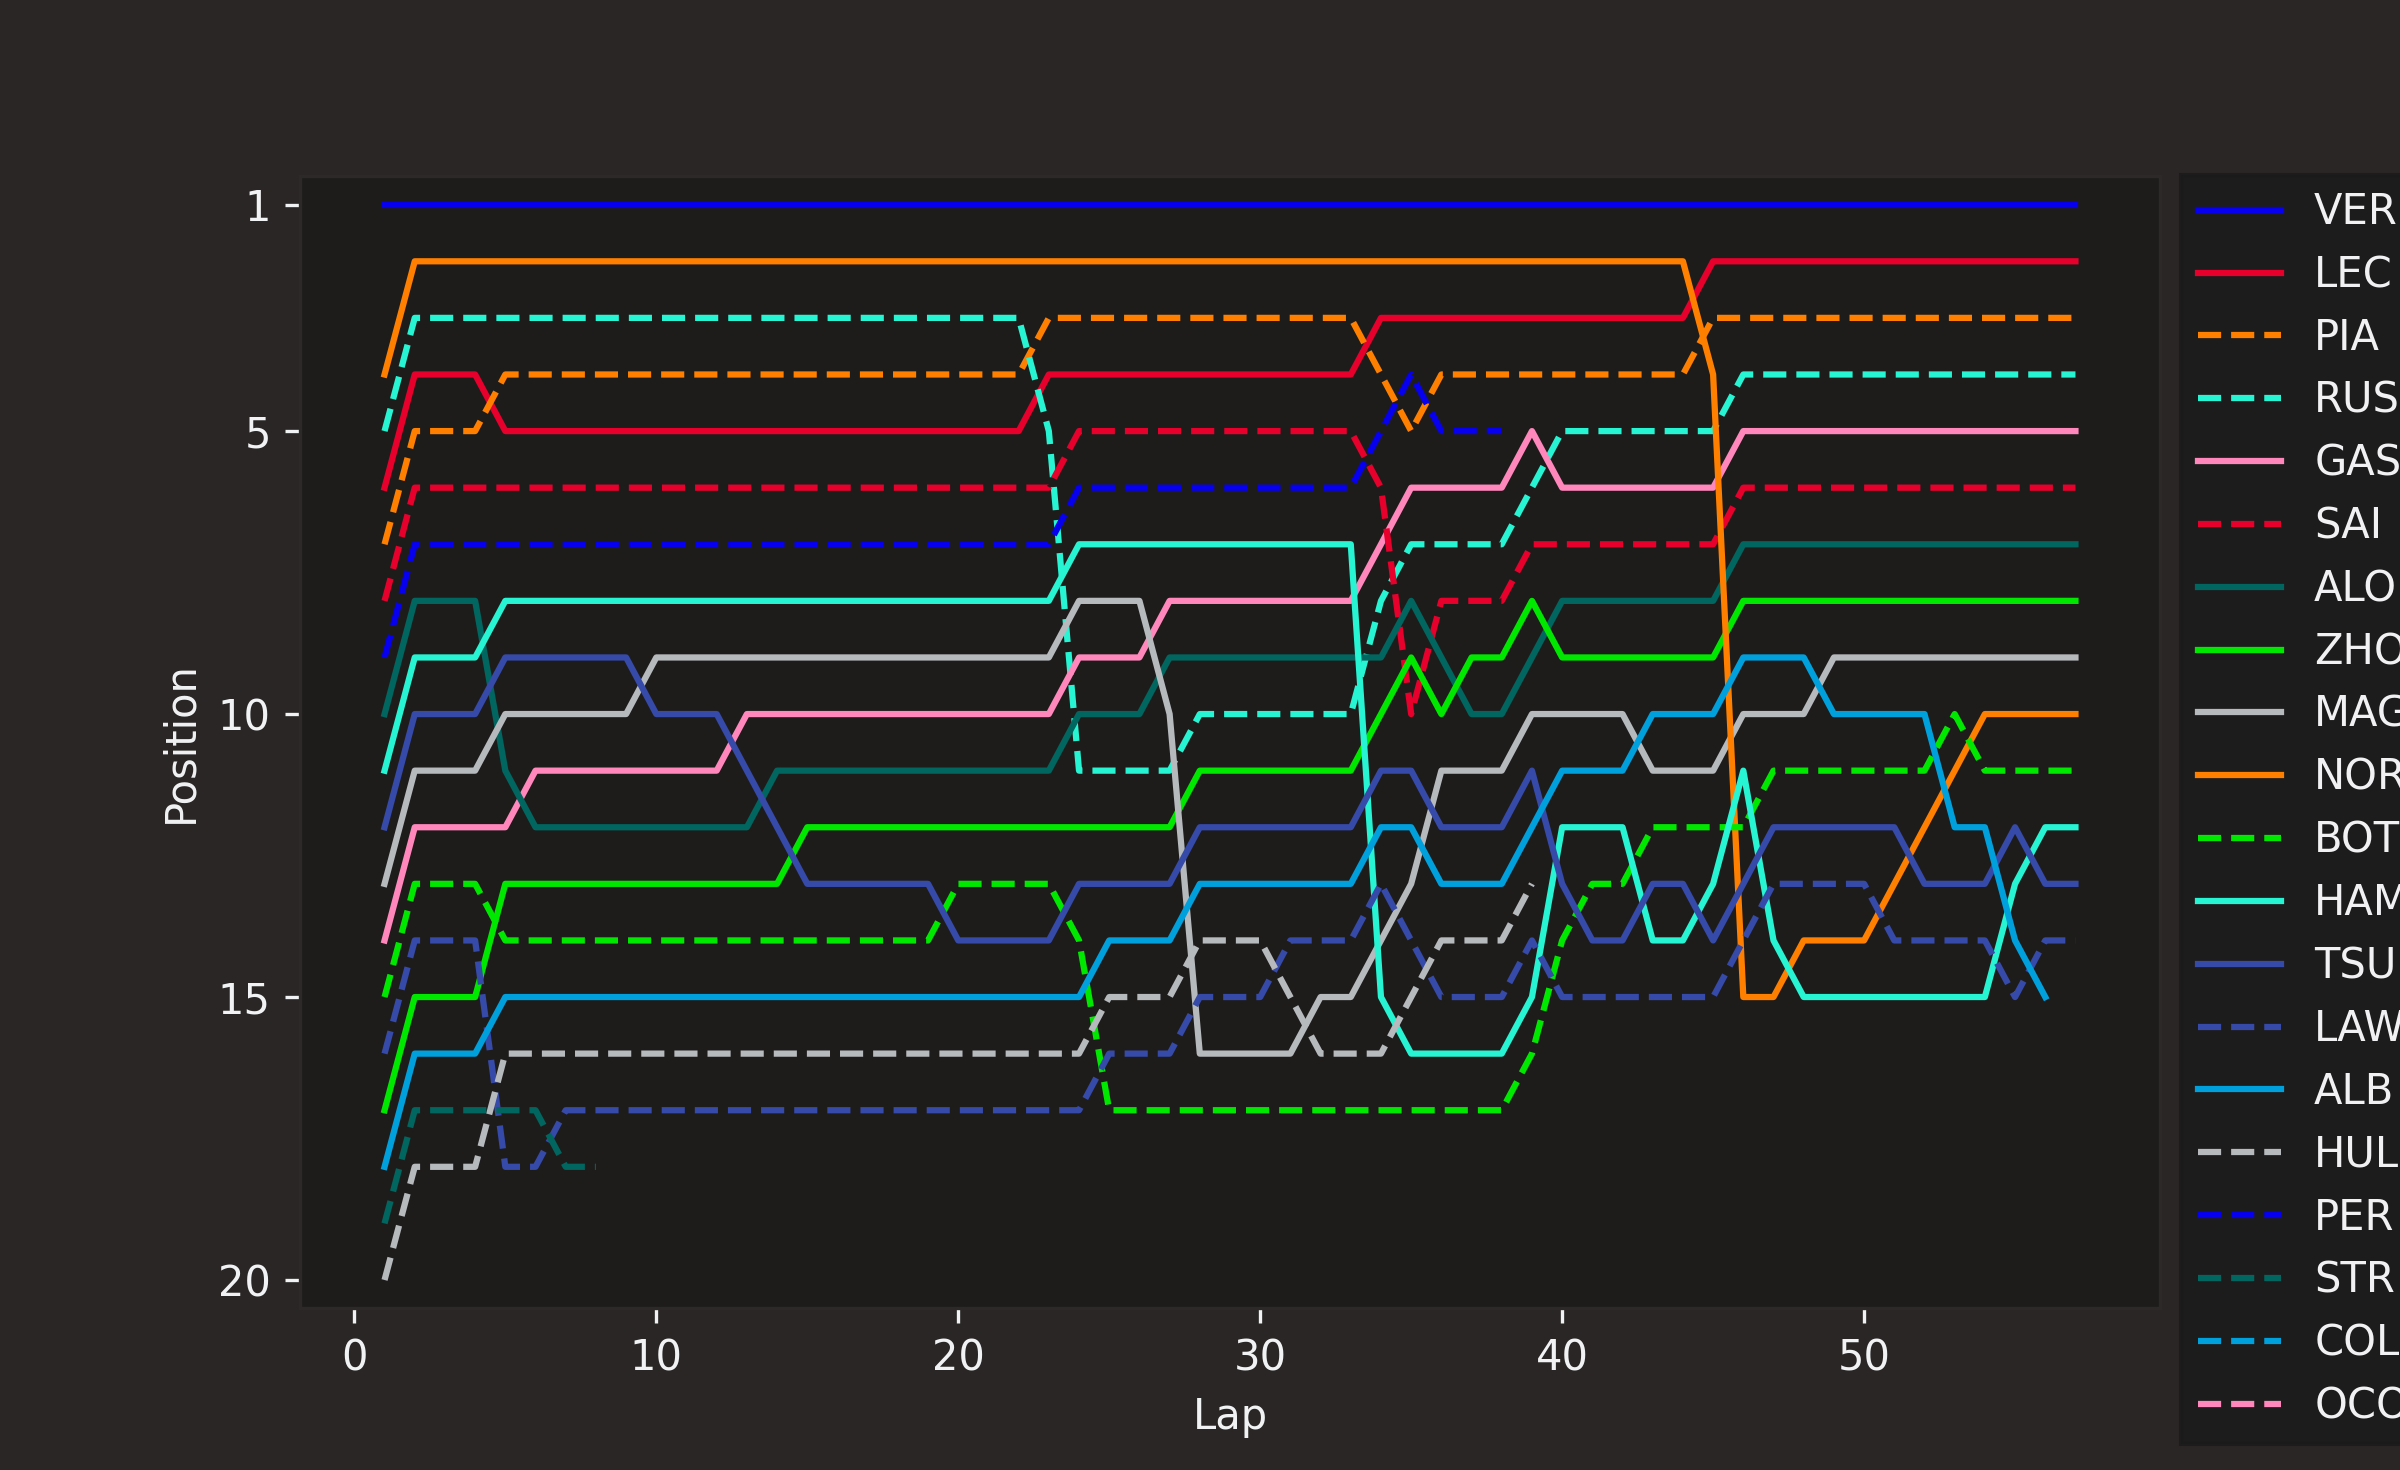 1
5
10
15
20
Position
0 10 20 30 40 50
Lap
VER
LEC
PIA
RUS
GAS
SAI
ALO
ZHO
MAG
NOR
BOT
HAM
TSU
LAW
ALB
HUL
PER
STR
COL
OCO